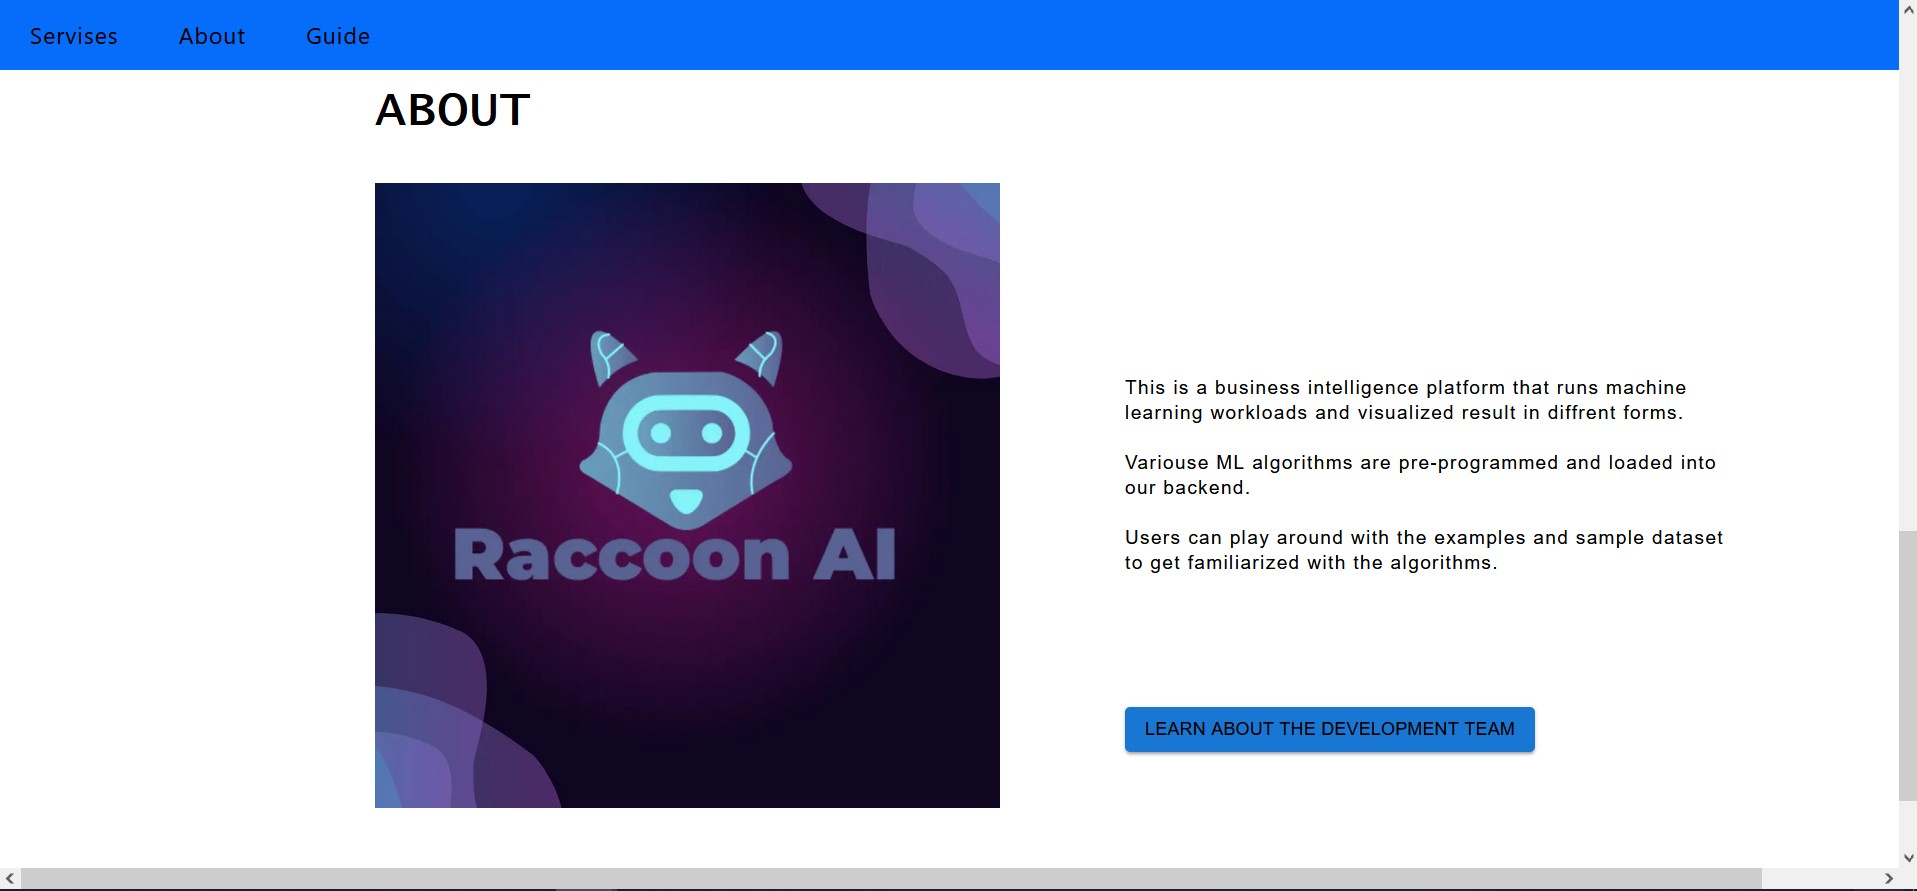 Servises About Guide
ABOUT
Raccoon AI
This is a business intelligence platform that runs machine
learning workloads and visualized result in diffrent forms.
Variouse ML algorithms are pre-programmed and loaded into
our backend.
Users can play around with the examples and sample dataset
to get familiarized with the algorithms.
LEARN ABOUT THE DEVELOPMENT TEAM